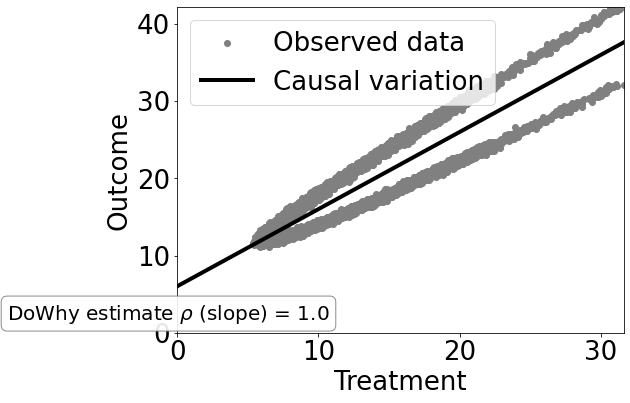 40
30
20
10
0
Outcome
Observed data
Causal variation
DoWhy estimate ρ (slope) = 1.0
0 10 20 30
Treatment